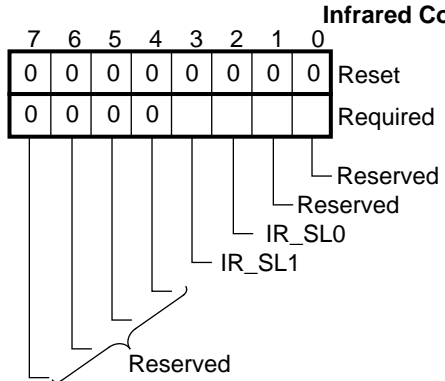 Infrared Co
7 6 5 4 3 2 1 0
0 0 0 0 0 0 0 0 Reset
0 0 0 0 Required
Reserved
Reserved
IR_SL0
IR_SL1
Reserved